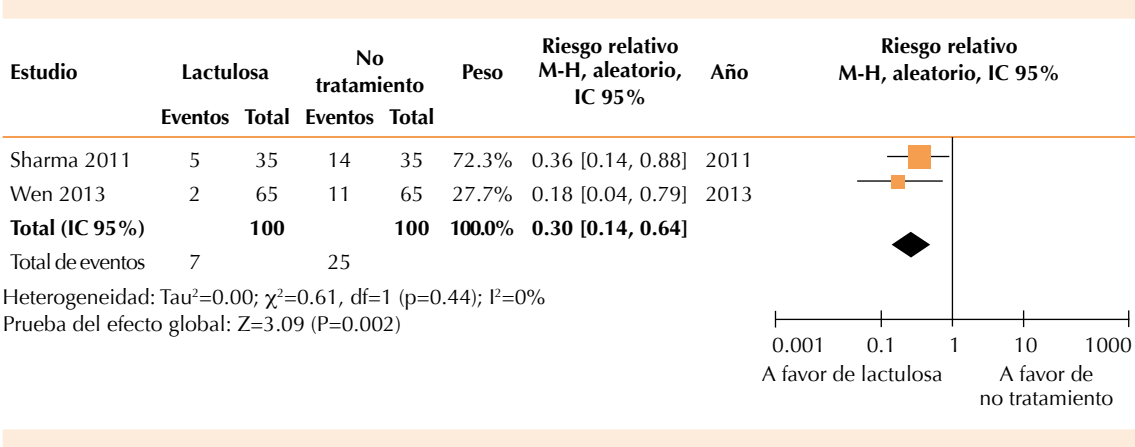 Estudio Lactulosa No tratamiento Peso Riesgo relativo M-H, aleatorio, IC 95% Año Riesgo relativo M-H, aleatorio, IC 95%
Eventos Total Eventos Total
Sharma 2011 5 35 14 35 72.3% 0.36 [0.14, 0.88] 2011
Wen 2013 2 65 11 65 27.7% 0.18 [0.04, 0.79] 2013
Total (IC 95%) 100 100 100.0% 0.30 [0.14, 0.64]
Total de eventos 7 25
Heterogeneidad: Tau²=0.00; χ²=0.61, df=1 (p=0.44); I²=0%
Prueba del efecto global: Z=3.09 (P=0.002)
0.001 0.1 1 10 1000
A favor de lactulosa A favor de no tratamiento